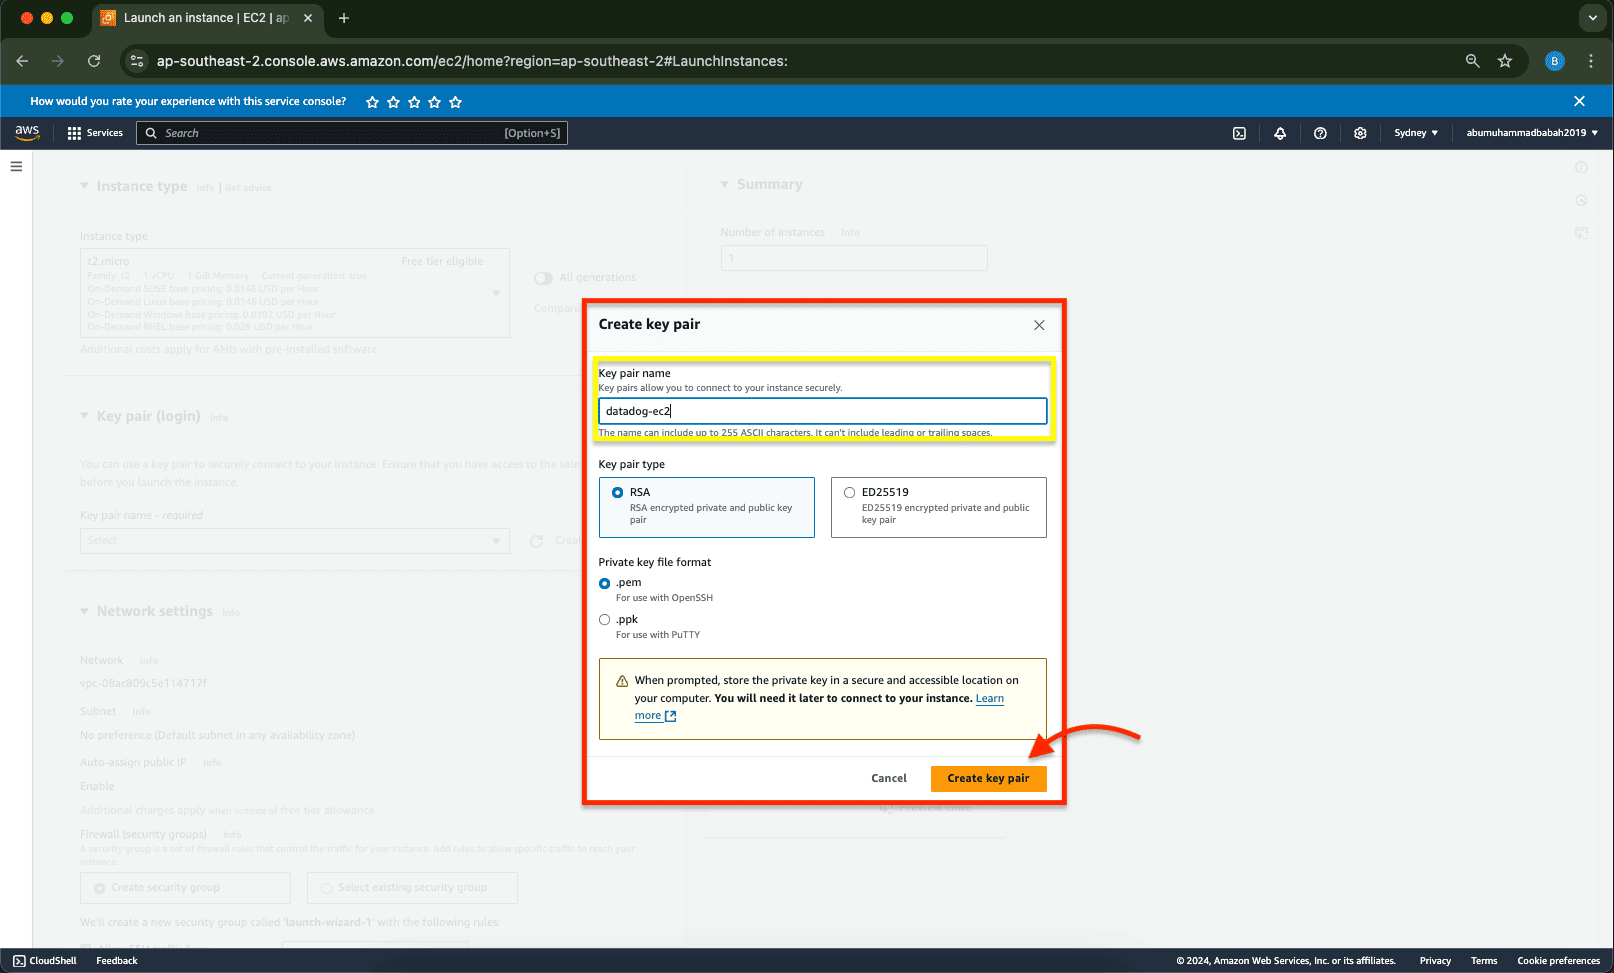 Launch an instance | EC2 | ap
ap-southeast-2.console.aws.amazon.com/ec2/home?region=ap-southeast-2#LaunchInstances:
B
How would you rate your experience with this service console?
aws
Services
Search
[Option+S]
Sydney
abumuhammadbabah2019
Instance type Info | Get advice
Instance type
t2.micro
Free tier eligible
Family: t2 1 vCPU 1 GiB Memory Current generation: true
On-Demand SUSE base pricing: 0.0146 USD per Hour
On-Demand Linux base pricing: 0.0146 USD per Hour
On-Demand Windows base pricing: 0.0192 USD per Hour
On-Demand RHEL base pricing: 0.029 USD per Hour
All generations
Compare
Additional costs apply for AMIs with pre-installed software
Key pair (login) Info
You can use a key pair to securely connect to your instance. Ensure that you have access to the sele
before you launch the instance.
Key pair name - required
Select
Creat
Network settings Info
Network Info
vpc-08ac809c5e114717f
Subnet Info
No preference (Default subnet in any availability zone)
Auto-assign public IP Info
Enable
Additional charges apply when outside of free tier allowance
Firewall (security groups) Info
A security group is a set of firewall rules that control the traffic for your instance. Add rules to allow specific traffic to reach your
instance.
Create security group
Select existing security group
We'll create a new security group called 'launch-wizard-1' with the following rules:
Summary
Number of instances Info
1
Create key pair
Key pair name
Key pairs allow you to connect to your instance securely.
datadog-ec2
The name can include up to 255 ASCII characters. It can't include leading or trailing spaces.
Key pair type
RSA
RSA encrypted private and public key
pair
ED25519
ED25519 encrypted private and public
key pair
Private key file format
.pem
For use with OpenSSH
.ppk
For use with PuTTY
When prompted, store the private key in a secure and accessible location on
your computer. You will need it later to connect to your instance. Learn
more
Cancel
Create key pair
Preview code
CloudShell
Feedback
© 2024, Amazon Web Services, Inc. or its affiliates.
Privacy
Terms
Cookie preferences